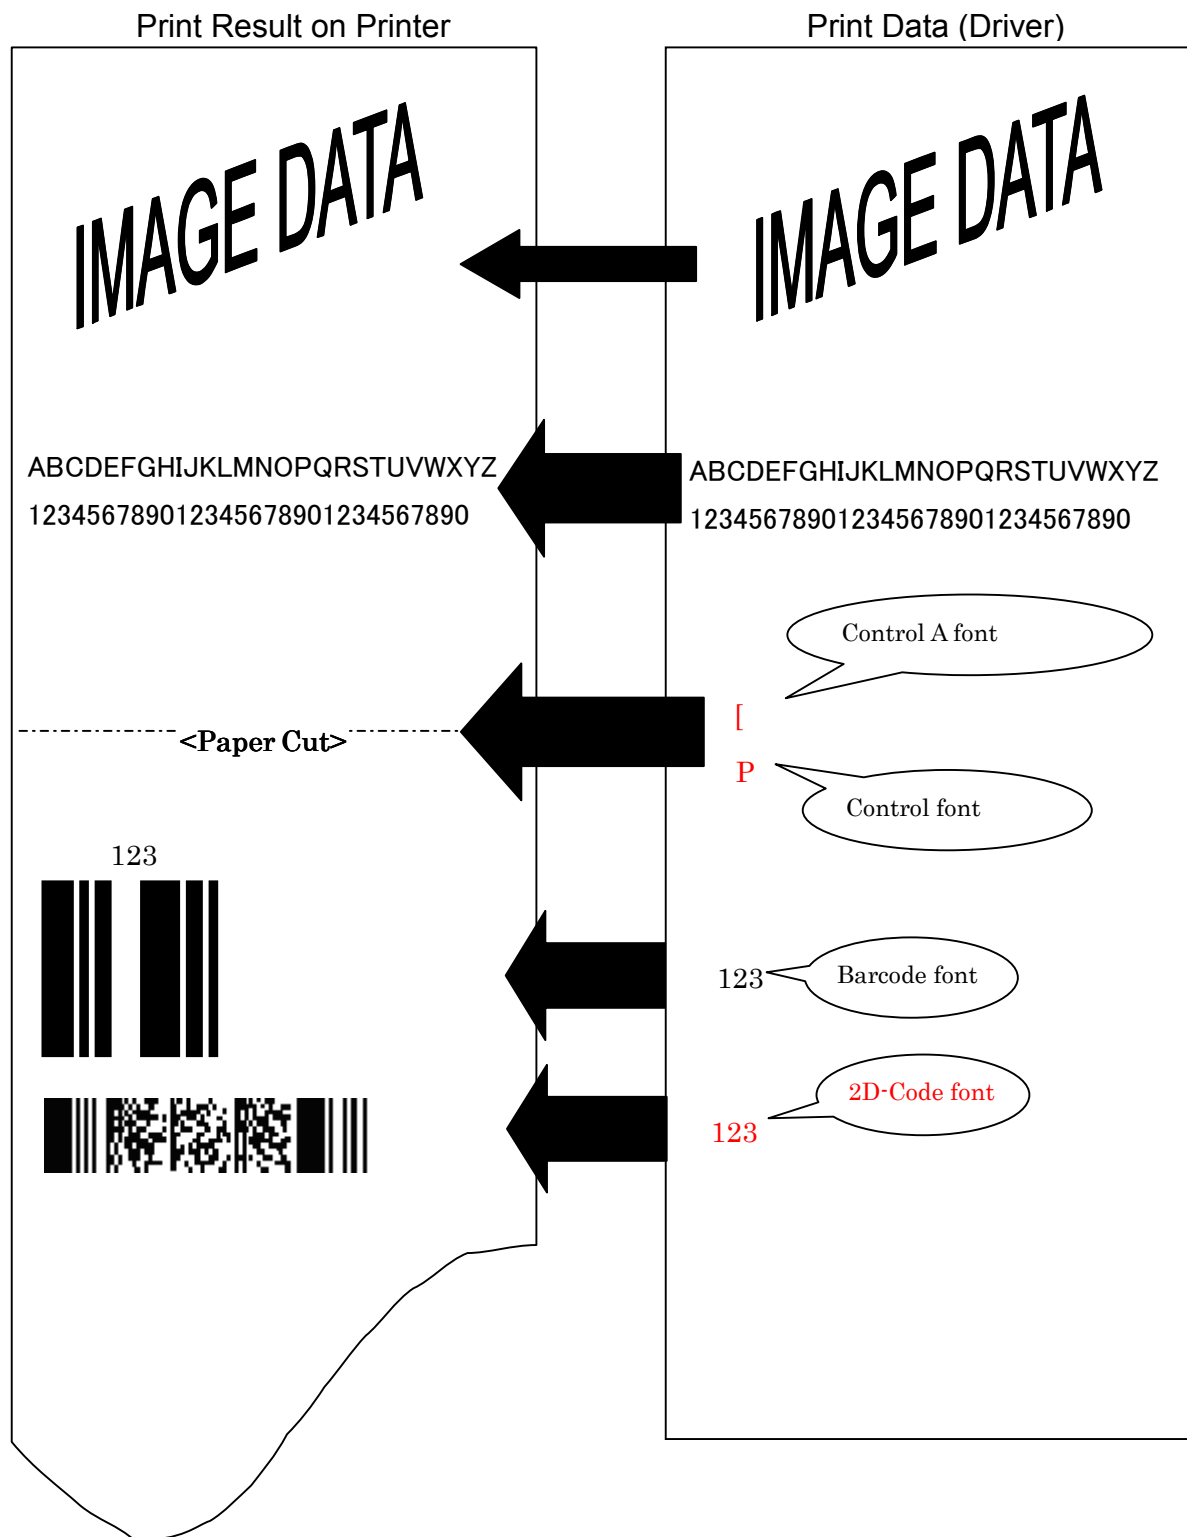 Print Result on Printer
Print Data (Driver)
IMAGE DATA
IMAGE DATA
ABCDEFGHIJKLMNOPQRSTUVWXYZ
123456789012345678901234567890
ABCDEFGHIJKLMNOPQRSTUVWXYZ
123456789012345678901234567890
Control A font
[
<Paper Cut>
P
Control font
123
123
Barcode font
2D-Code font
123